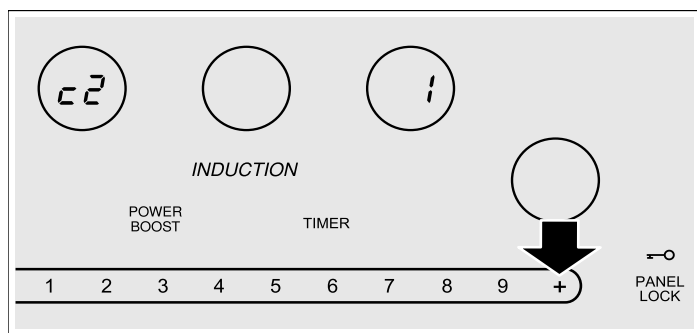 c2
1
INDUCTION
POWER
BOOST
TIMER
1 2 3 4 5 6 7 8 9 +
PANEL
LOCK